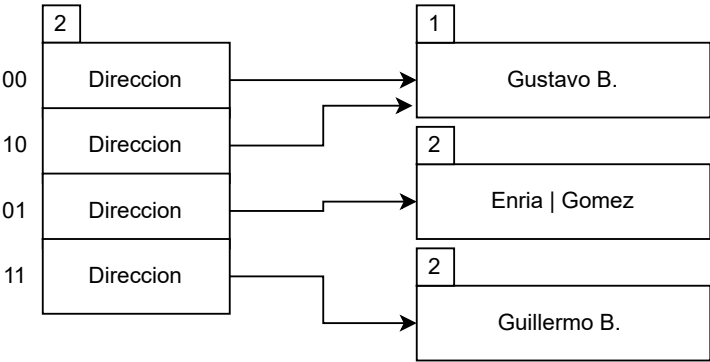 2
1
00 Direccion
Gustavo B.
10 Direccion
2
01 Direccion
Enria | Gomez
2
11 Direccion
Guillermo B.